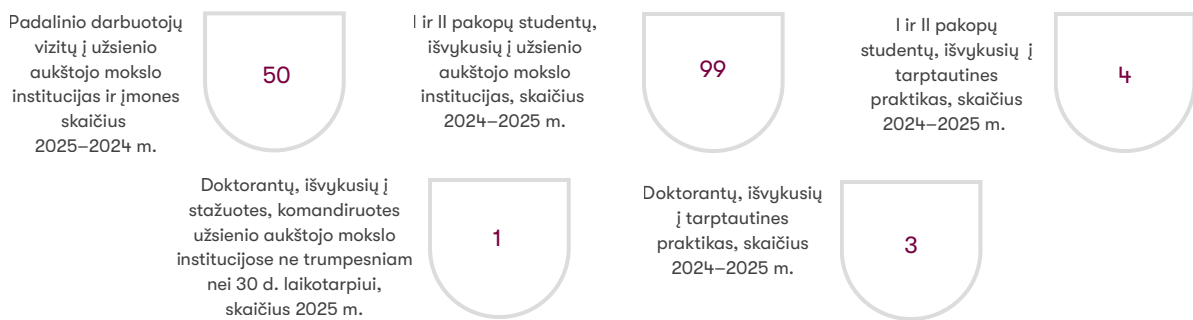 Padalinio darbuotojų
vizitų į užsienio
aukštojo mokslo
institucijas ir įmones
skaičius
2025–2024 m.
50
I ir II pakopų studentų,
išvykusių į užsienio
aukštojo mokslo
institucijas, skaičius
2024–2025 m.
99
I ir II pakopų
studentų, išvykusių į
tarptautines
praktikas, skaičius
2024–2025 m.
4
Doktorantų, išvykusių į
stažuotes, komandiruotes
užsienio aukštojo mokslo
institucijose ne trumpesniam
nei 30 d. laikotarpiui,
skaičius 2025 m.
1
Doktorantų, išvykusių
į tarptautines
praktikas, skaičius
2024–2025 m.
3